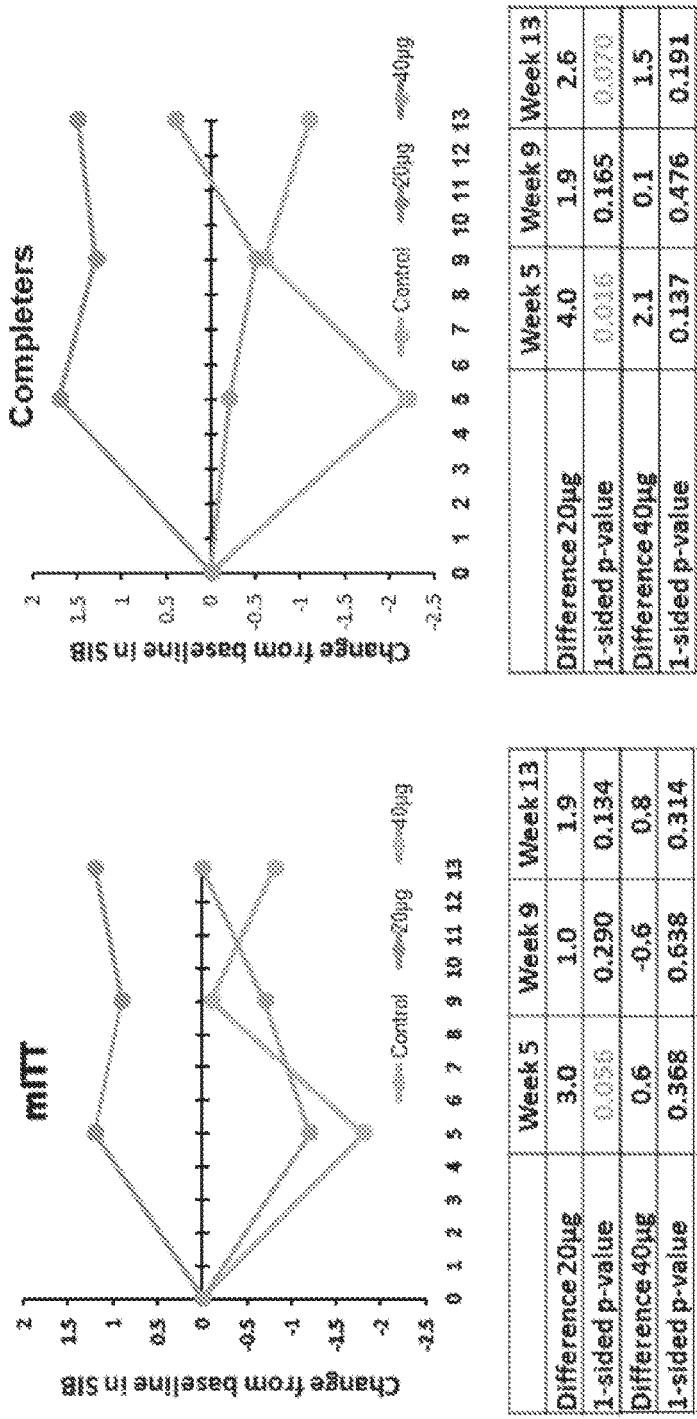 mITT
Change from baseline in SIB
2
1.5
1
0.5
0
-0.5
-1
-1.5
-2
-2.5
0 1 2 3 4 5 6 7 8 9 10 11 12 13
Control 20µg 40µg
Week 5 Week 9 Week 13
Difference 20µg 3.0 1.0 1.9
1-sided p-value 0.056 0.290 0.134
Difference 40µg 0.6 -0.6 0.8
1-sided p-value 0.368 0.638 0.314
Completers
Change from baseline in SIB
2
1.5
1
0.5
0
-0.5
-1
-1.5
-2
-2.5
0 1 2 3 4 5 6 7 8 9 10 11 12 13
Control 20µg 40µg
Week 5 Week 9 Week 13
Difference 20µg 4.0 1.9 2.6
1-sided p-value 0.016 0.165 0.070
Difference 40µg 2.1 0.1 1.5
1-sided p-value 0.137 0.476 0.191